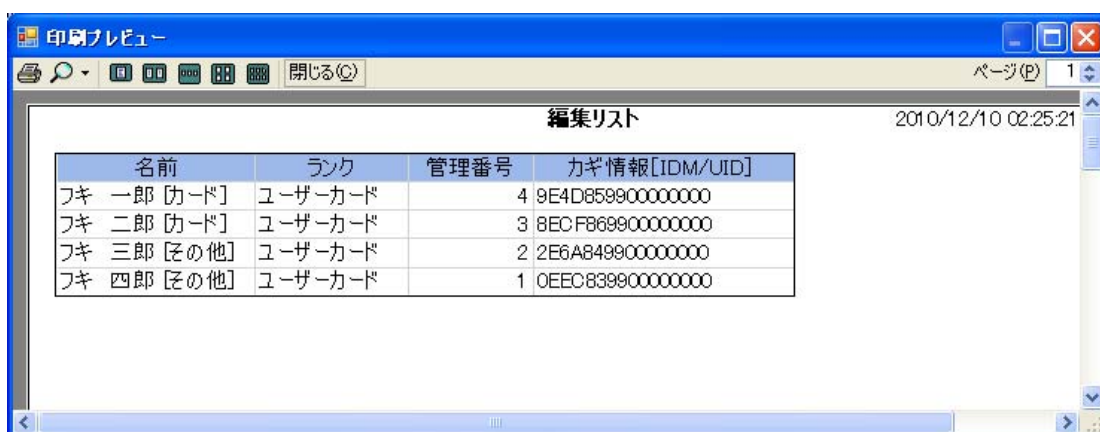 印刷プレビュー
閉じる(C) ページ(P) 1
編集リスト 2010/12/10 02:25:21
名前 ランク 管理番号 カギ情報[IDM/UID]
フキ 一郎 [カード] ユーザーカード 4 9E4D859900000000
フキ 二郎 [カード] ユーザーカード 3 8ECF869900000000
フキ 三郎 [その他] ユーザーカード 2 2E6A849900000000
フキ 四郎 [その他] ユーザーカード 1 0EEC839900000000